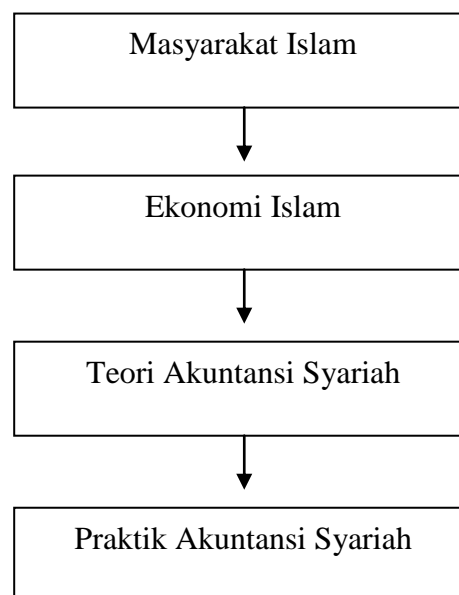 Masyarakat Islam
Ekonomi Islam
Teori Akuntansi Syariah
Praktik Akuntansi Syariah